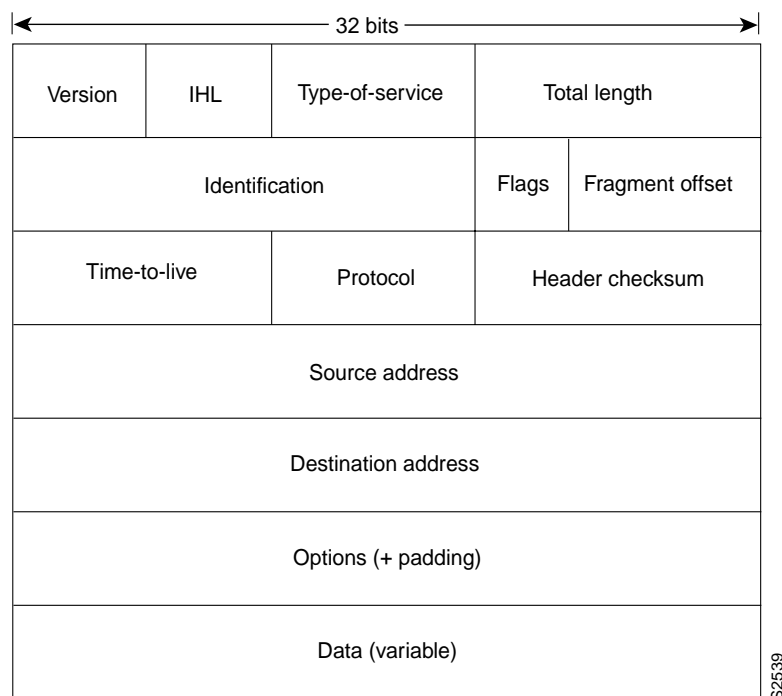 32 bits
Version
IHL
Type-of-service
Total length
Identification
Flags
Fragment offset
Time-to-live
Protocol
Header checksum
Source address
Destination address
Options (+ padding)
Data (variable)
S2539